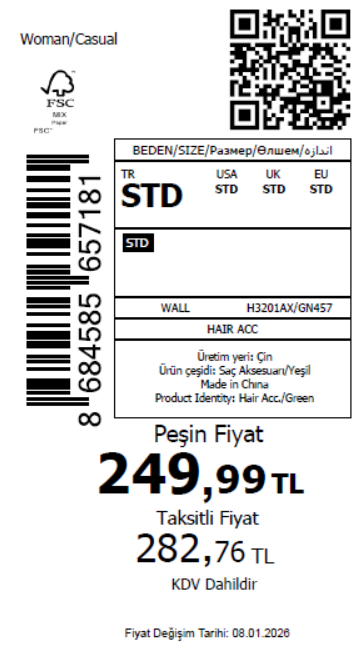 Woman/Casual
FSC
MIX
Paper
FSC™
BEDEN/SIZE/Размер/Өлшем/اندازه
TR USA UK EU
STD STD STD STD
STD
WALL H3201AX/GN457
HAIR ACC
Üretim yeri: Çin
Ürün çeşidi: Saç Aksesuarı/Yeşil
Made in China
Product Identity: Hair Acc./Green
8 684585 657181
Peşin Fiyat
249,99 TL
Taksitli Fiyat
282,76 TL
KDV Dahildir
Fiyat Değişim Tarihi: 08.01.2026